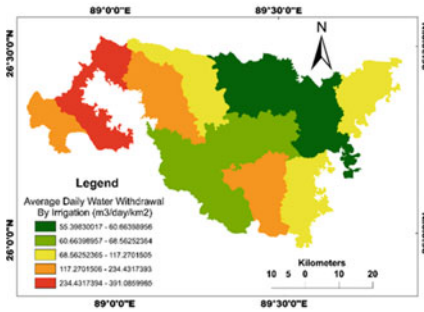 89°0'0"E 89°30'0"E
N
26°30'0"N
26°0'0"N
Legend
Average Daily Water Withdrawal
By Irrigation (m3/day/km2)
55.39830017 - 60.66398956
60.66398957 - 68.56252364
68.56252365 - 117.2701505
117.2701506 - 234.4317393
234.4317394 - 391.0869980
Kilometers
10 5 0 10 20
89°0'0"E 89°30'0"E